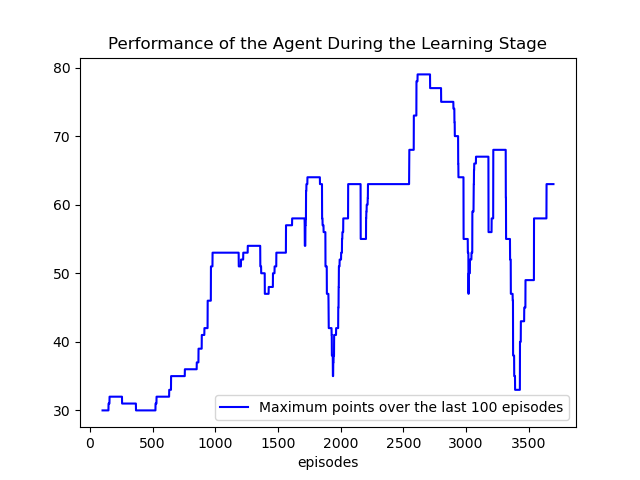 Performance of the Agent During the Learning Stage
80
70
60
50
40
30
Maximum points over the last 100 episodes
0 500 1000 1500 2000 2500 3000 3500
episodes